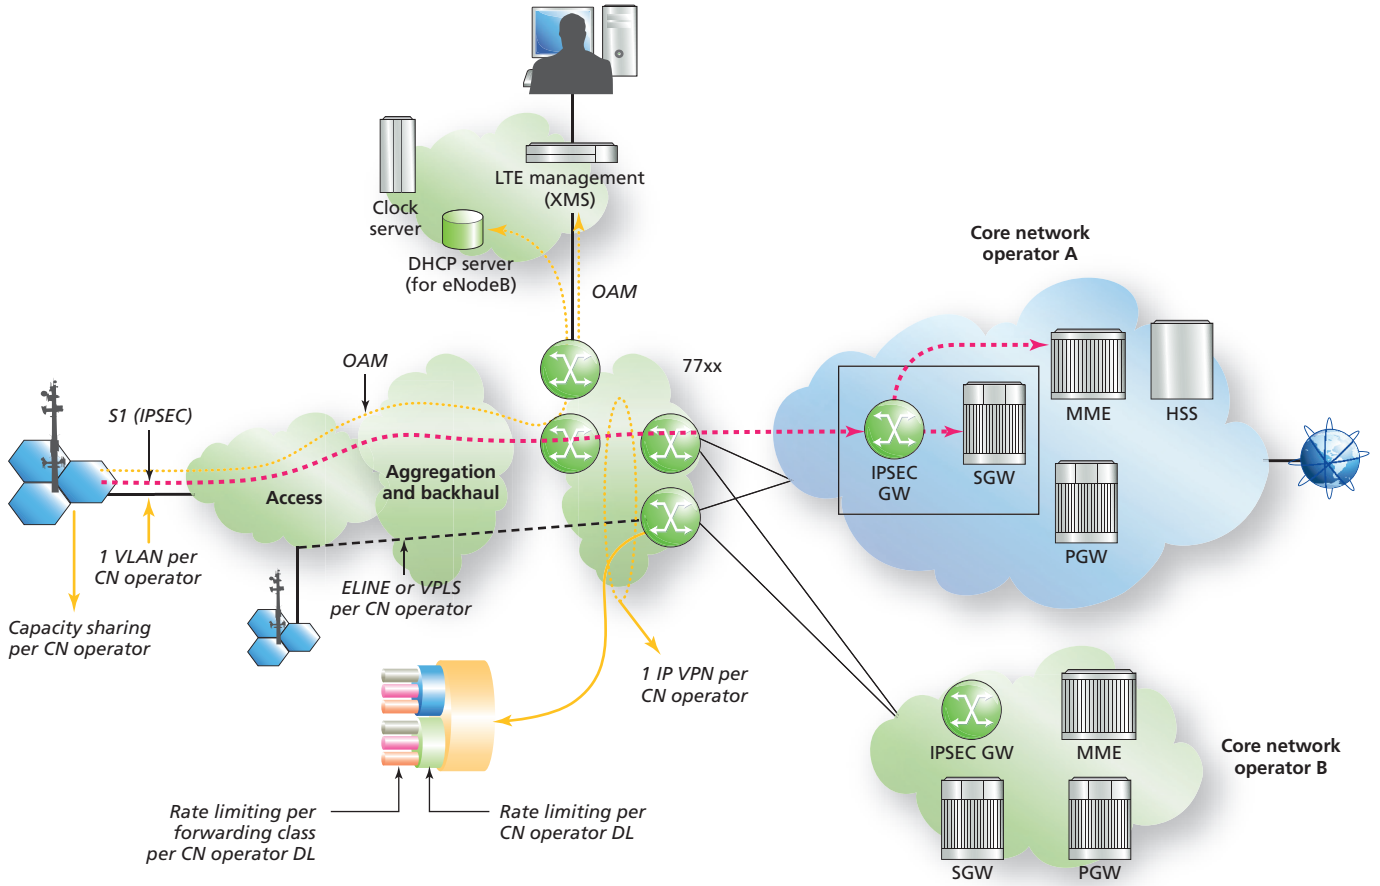 LTE management
(XMS)
Clock
server
DHCP server
(for eNodeB)
OAM
Core network
operator A
77xx
OAM
S1 (IPSEC)
MME
HSS
Access
Aggregation
and backhaul
IPSEC
GW
SGW
PGW
1 VLAN per
CN operator
ELINE or VPLS
per CN operator
Capacity sharing
per CN operator
1 IP VPN per
CN operator
IPSEC GW
MME
Core network
operator B
Rate limiting per
forwarding class
per CN operator DL
Rate limiting per
CN operator DL
SGW
PGW